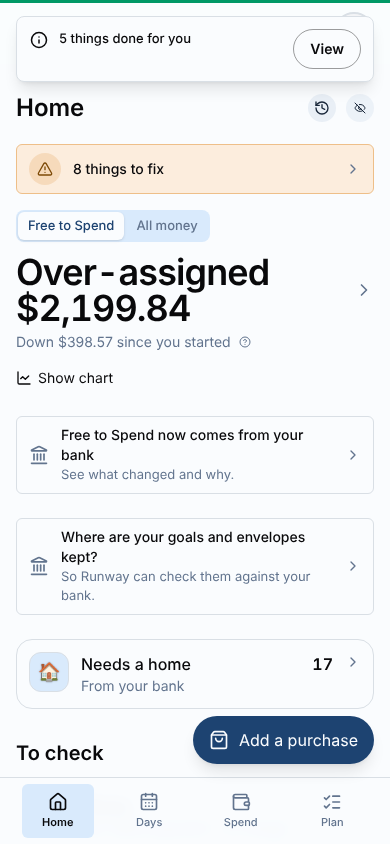 5 things done for you
View
Home
8 things to fix
Free to Spend
All money
Over-assigned
$2,199.84
Down $398.57 since you started
Show chart
Free to Spend now comes from your
bank
See what changed and why.
Where are your goals and envelopes
kept?
So Runway can check them against your
bank.
Needs a home 17
From your bank
To check
Add a purchase
Home
Days
Spend
Plan